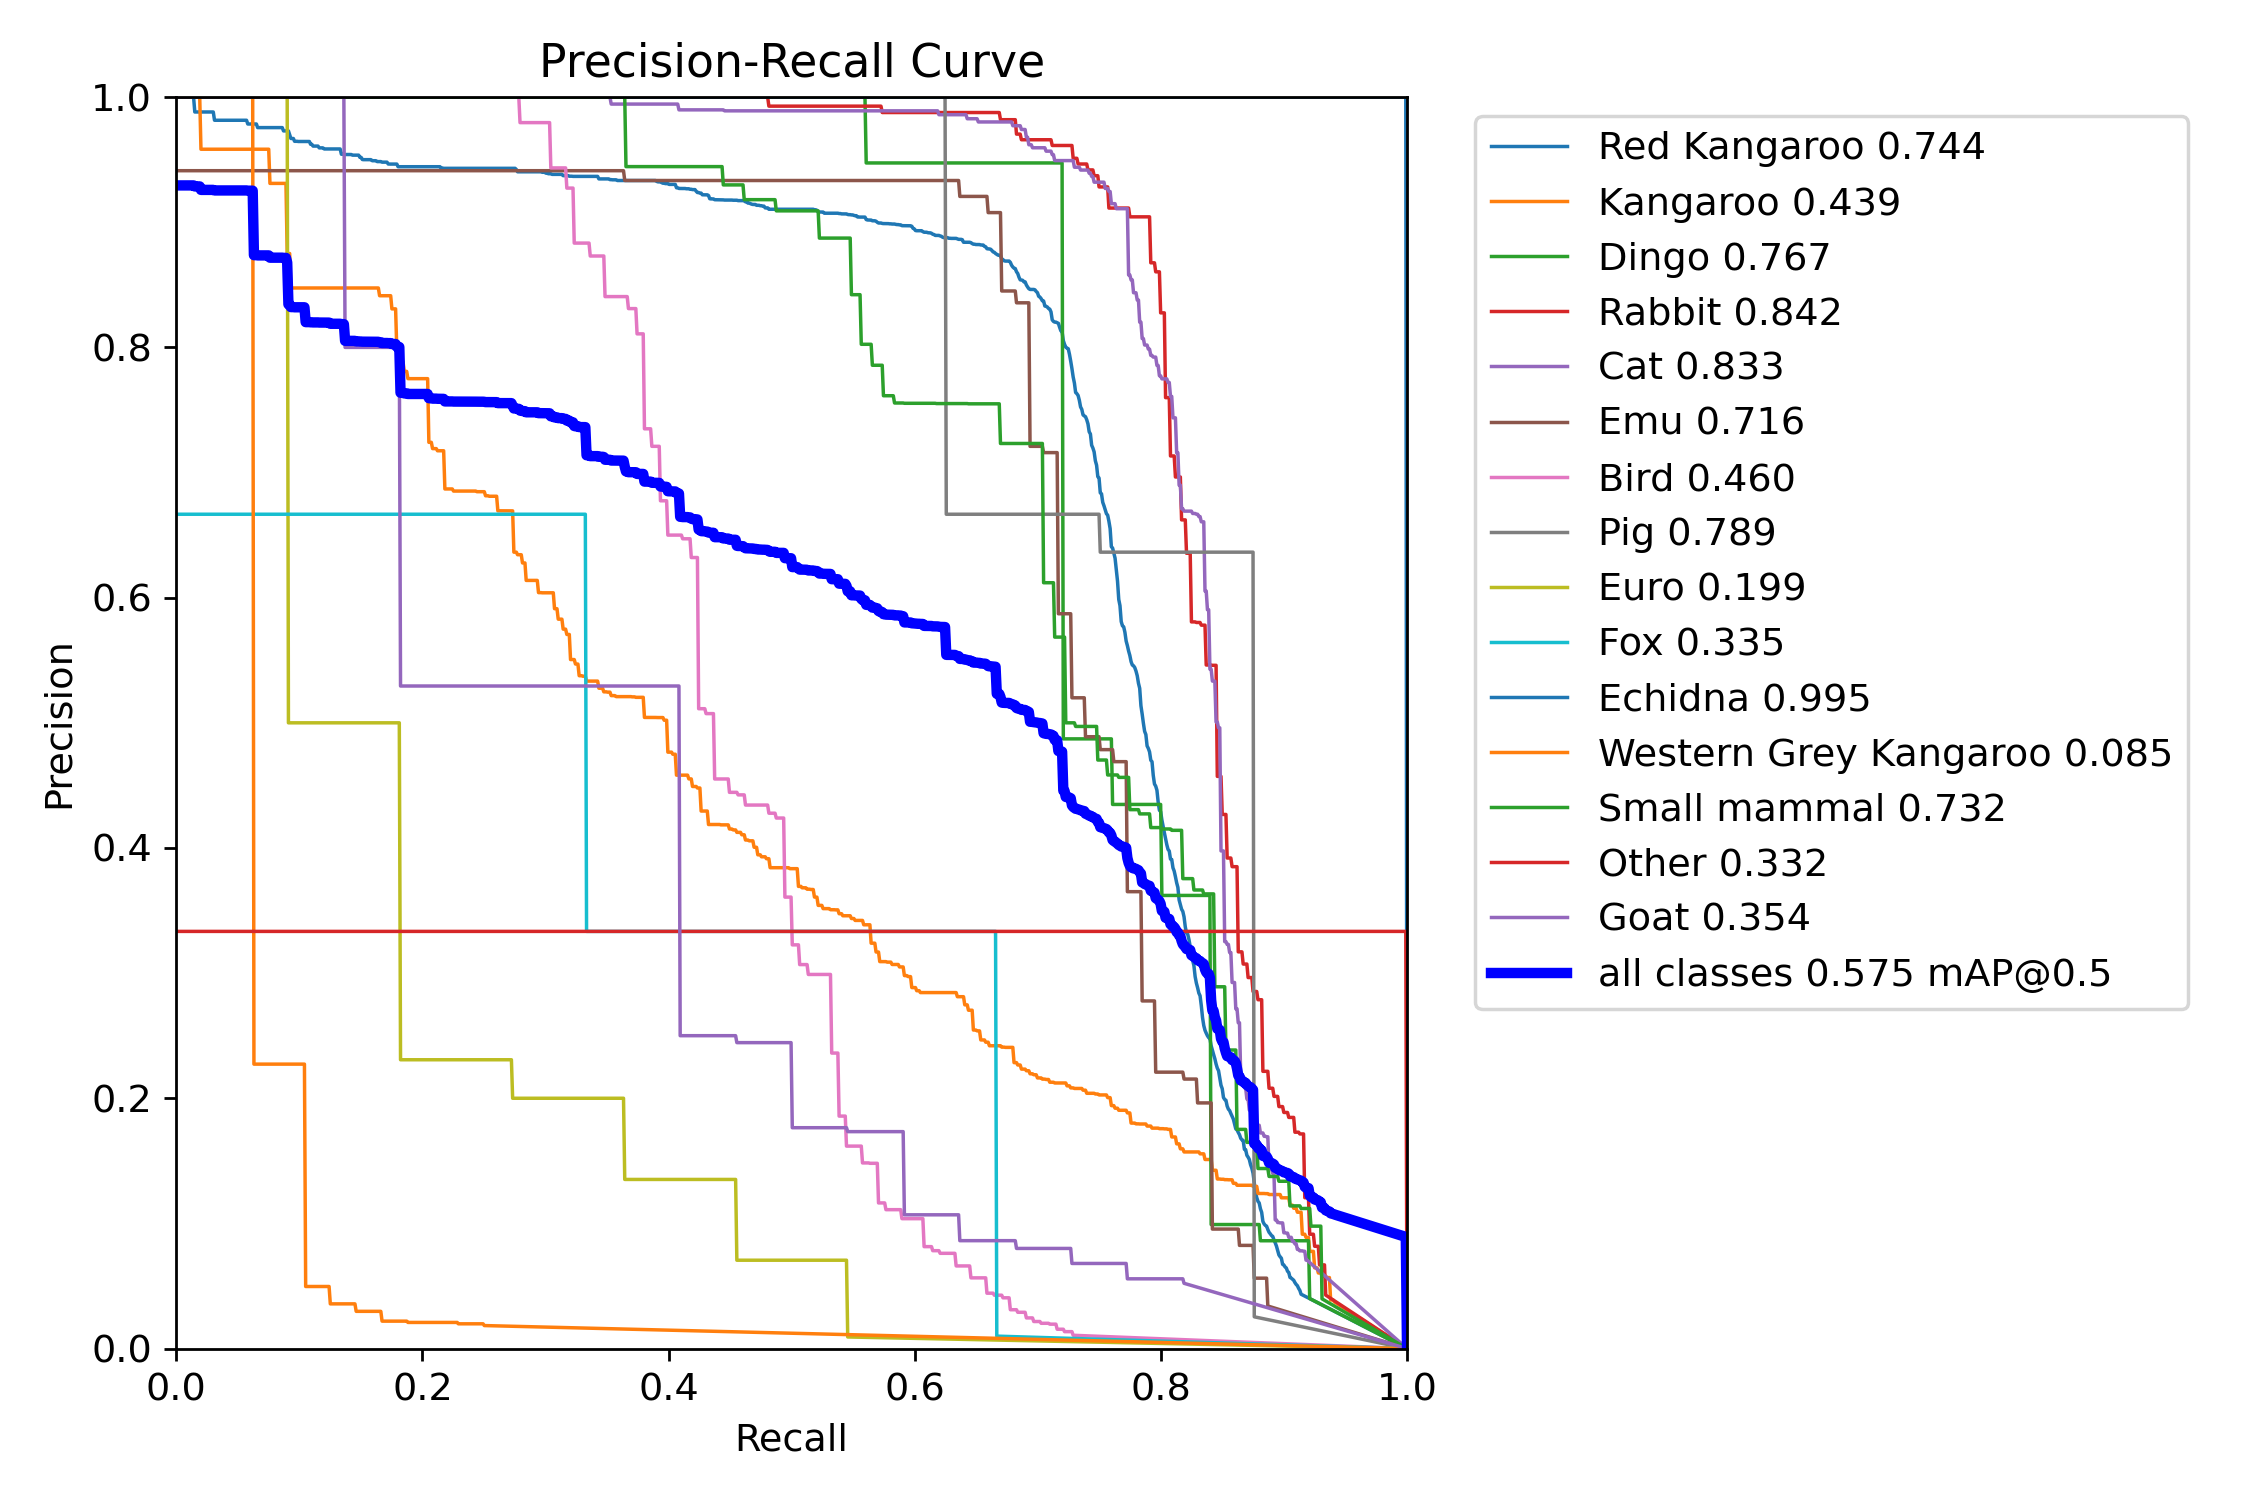 Precision-Recall Curve
1.0
0.8
0.6
0.4
0.2
0.0
Precision
0.0 0.2 0.4 0.6 0.8 1.0
Recall
Red Kangaroo 0.744
Kangaroo 0.439
Dingo 0.767
Rabbit 0.842
Cat 0.833
Emu 0.716
Bird 0.460
Pig 0.789
Euro 0.199
Fox 0.335
Echidna 0.995
Western Grey Kangaroo 0.085
Small mammal 0.732
Other 0.332
Goat 0.354
all classes 0.575 mAP@0.5